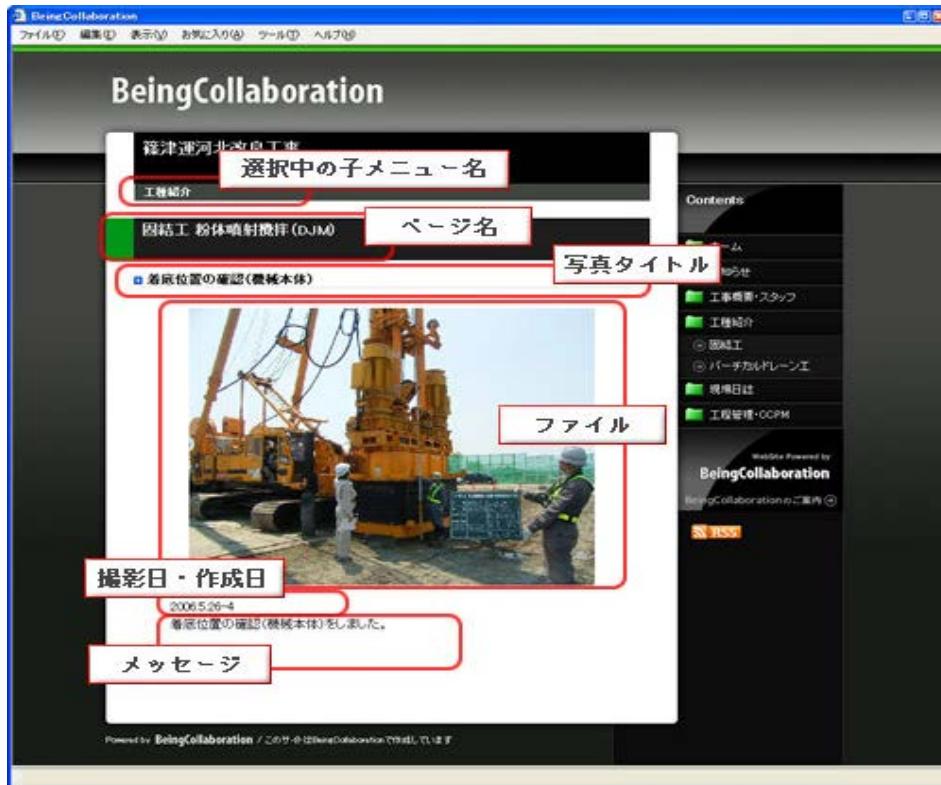 BeingCollaboration
ファイル(F) 編集(E) 表示(V) お気に入り(A) ツール(T) ヘルプ(H)
BeingCollaboration
篠津運河北改良工事
選択中の子メニュー名
工種紹介
固結工 粉体噴射攪拌(DJM)
ページ名
写真タイトル
着底位置の確認(機械本体)
ファイル
撮影日・作成日
2006.5.26-4
着底位置の確認(機械本体)をしました。
メッセージ
Contents
ホーム
らせ
工事概要・スタッフ
工種紹介
固結工
バーチカルドレーン工
現場日誌
工程管理・CCPM
WebSite Powered by
BeingCollaboration
BeingCollaborationのご案内
RSS
Powered by BeingCollaboration / このサイトはBeingCollaborationで作成しています